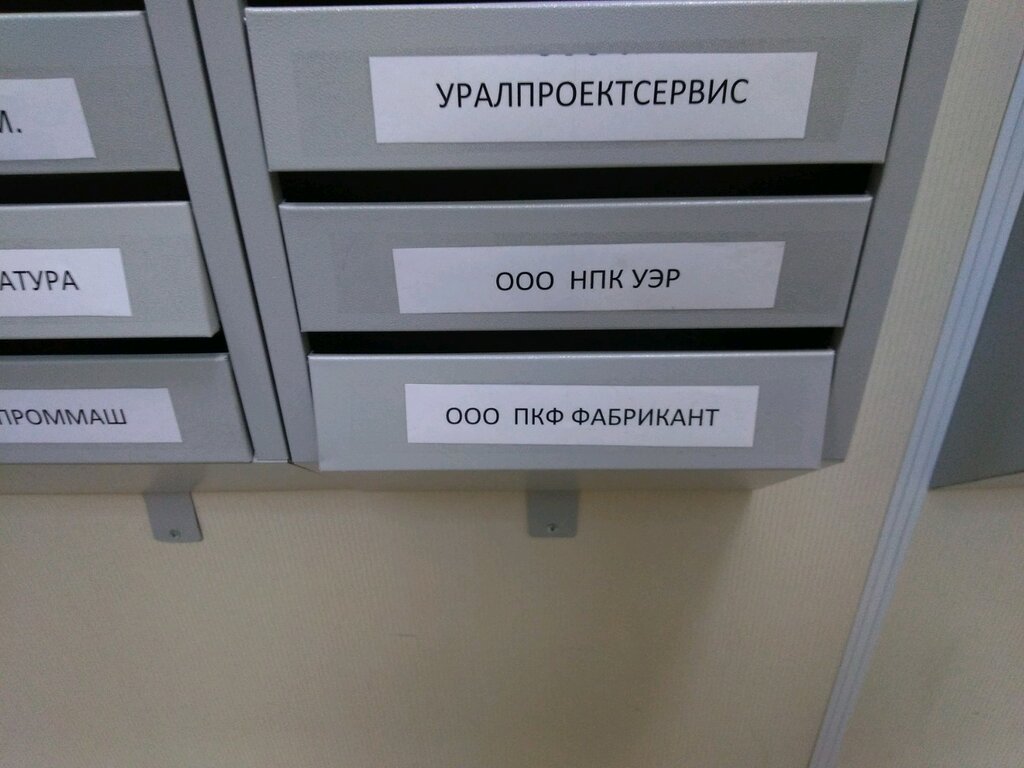 УРАЛПРОЕКТСЕРВИС
ООО НПК УЭР
АТУРА
ООО ПКФ ФАБРИКАНТ
ПРОММАШ